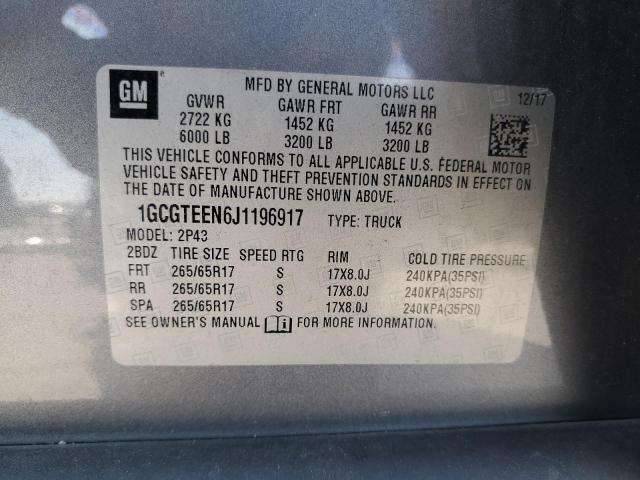 GM
MFD BY GENERAL MOTORS LLC
12/17
GVWR GAWR FRT GAWR RR
2722 KG 1452 KG 1452 KG
6000 LB 3200 LB 3200 LB
THIS VEHICLE CONFORMS TO ALL APPLICABLE U.S. FEDERAL MOTOR
VEHICLE SAFETY AND THEFT PREVENTION STANDARDS IN EFFECT ON
THE DATE OF MANUFACTURE SHOWN ABOVE.
1GCGTEEN6J1196917 TYPE: TRUCK
MODEL: 2P43
2BDZ TIRE SIZE SPEED RTG RIM COLD TIRE PRESSURE
FRT 265/65R17 S 17X8.0J 240KPA(35PSI)
RR 265/65R17 S 17X8.0J 240KPA(35PSI)
SPA 265/65R17 S 17X8.0J 240KPA(35PSI)
SEE OWNER'S MANUAL i FOR MORE INFORMATION.